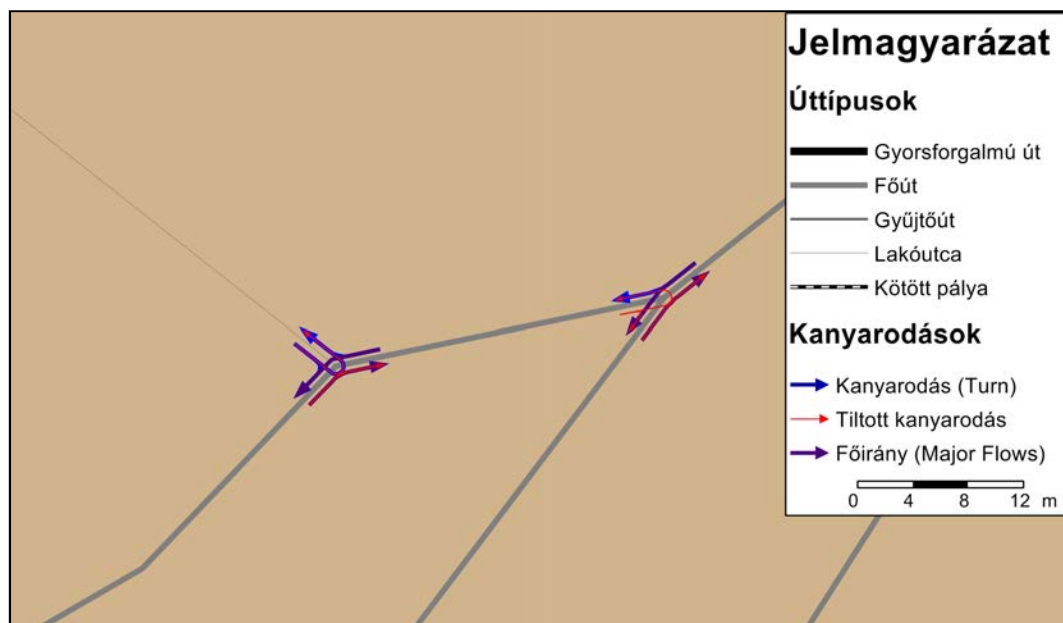 Jelmagyarázat
Úttípusok
Gyorsforgalmú út
Főút
Gyűjtőút
Lakóutca
Kötött pálya
Kanyarodások
Kanyarodás (Turn)
Tiltott kanyarodás
Főirány (Major Flows)
0 4 8 12 m